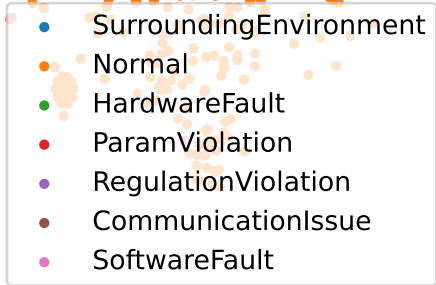 SurroundingEnvironment
Normal
HardwareFault
ParamViolation
RegulationViolation
CommunicationIssue
SoftwareFault